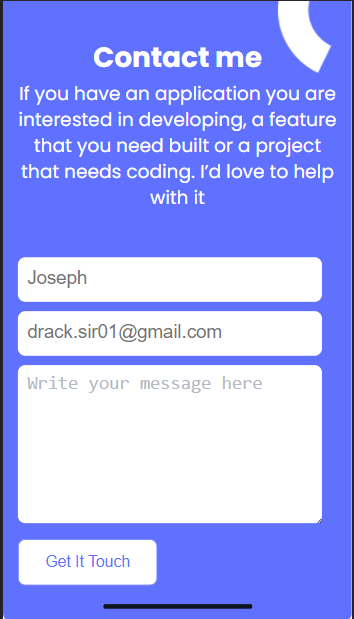 Contact me
If you have an application you are
interested in developing, a feature
that you need built or a project
that needs coding. I’d love to help
with it
Joseph
drack.sir01@gmail.com
Write your message here
Get It Touch